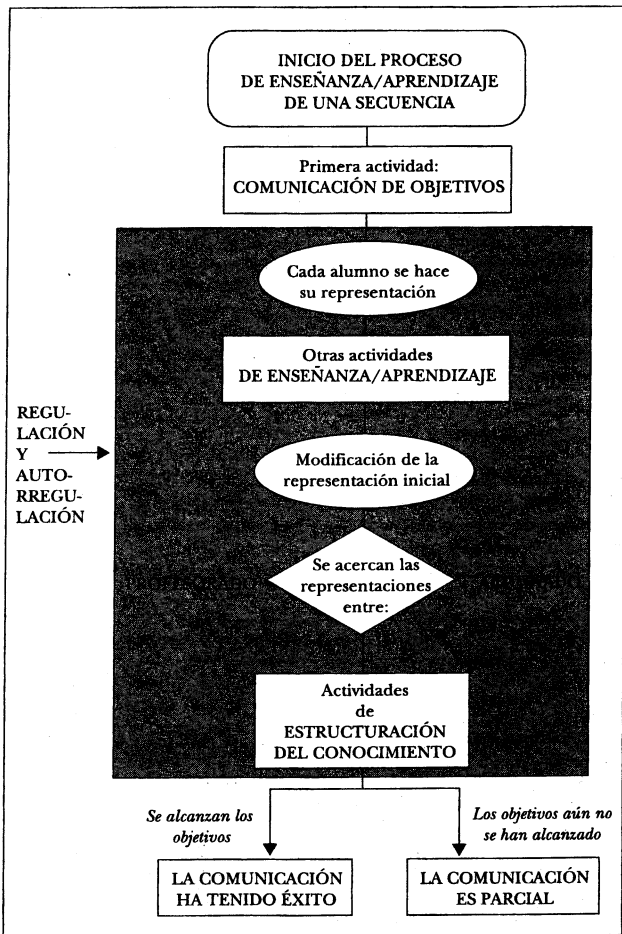 INICIO DEL PROCESO
DE ENSEÑANZA/APRENDIZAJE
DE UNA SECUENCIA
Primera actividad:
COMUNICACIÓN DE OBJETIVOS
Cada alumno se hace
su representación
Otras actividades
DE ENSEÑANZA/APRENDIZAJE
REGU-
LACIÓN
Y
AUTO-
RREGU-
LACIÓN
Modificación de la
representación inicial
Se acercan las
representaciones
entre:
Actividades
de
ESTRUCTURACIÓN
DEL CONOCIMIENTO
Se alcanzan los
objetivos
Los objetivos aún no
se han alcanzado
LA COMUNICACIÓN
HA TENIDO ÉXITO
LA COMUNICACIÓN
ES PARCIAL